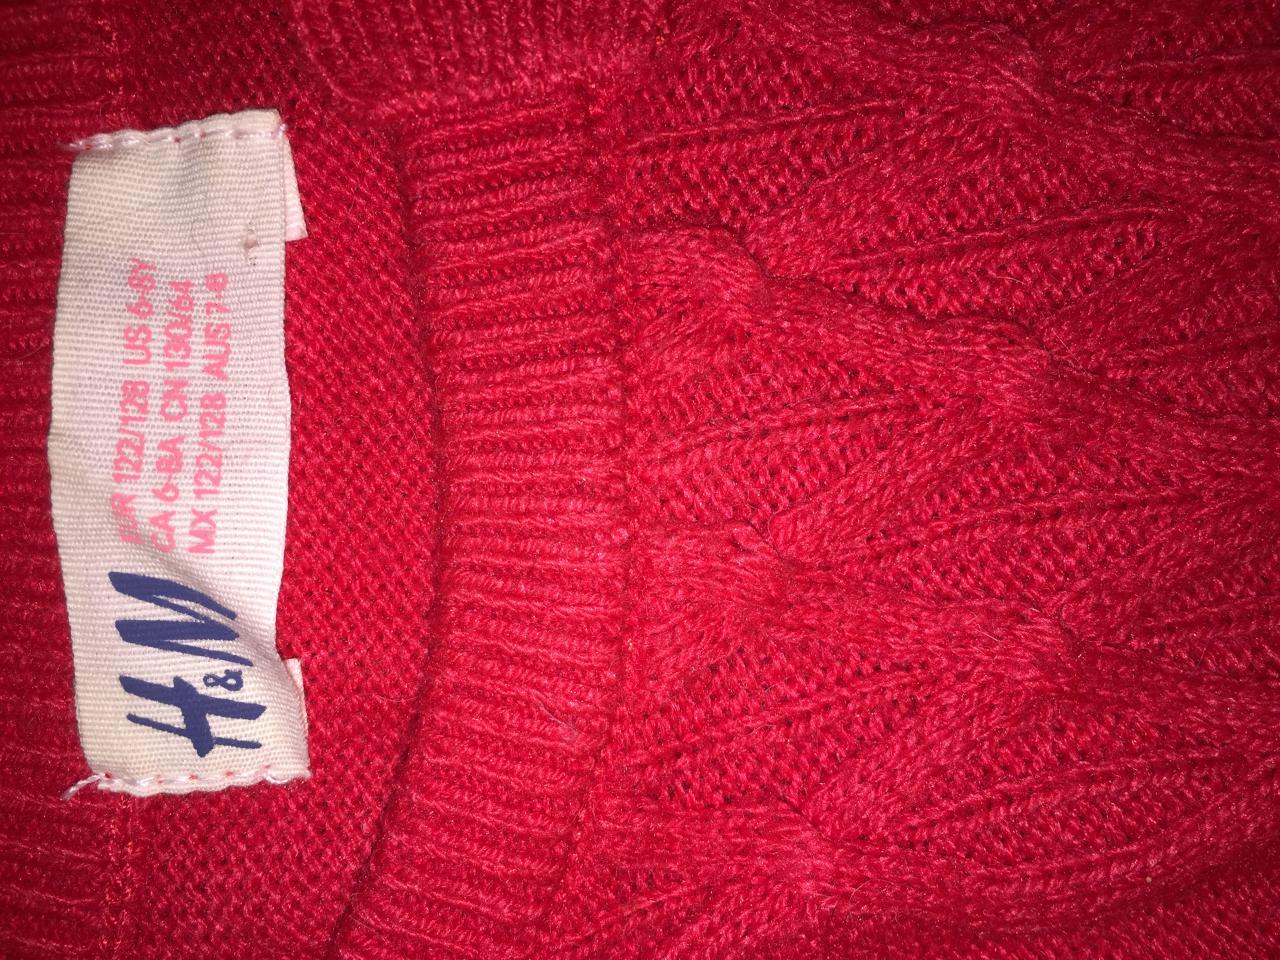 H&M
EUR 122/128 US 6-8Y
CA 6-8A CN 130/64
MX 122/128 AUS 7-8